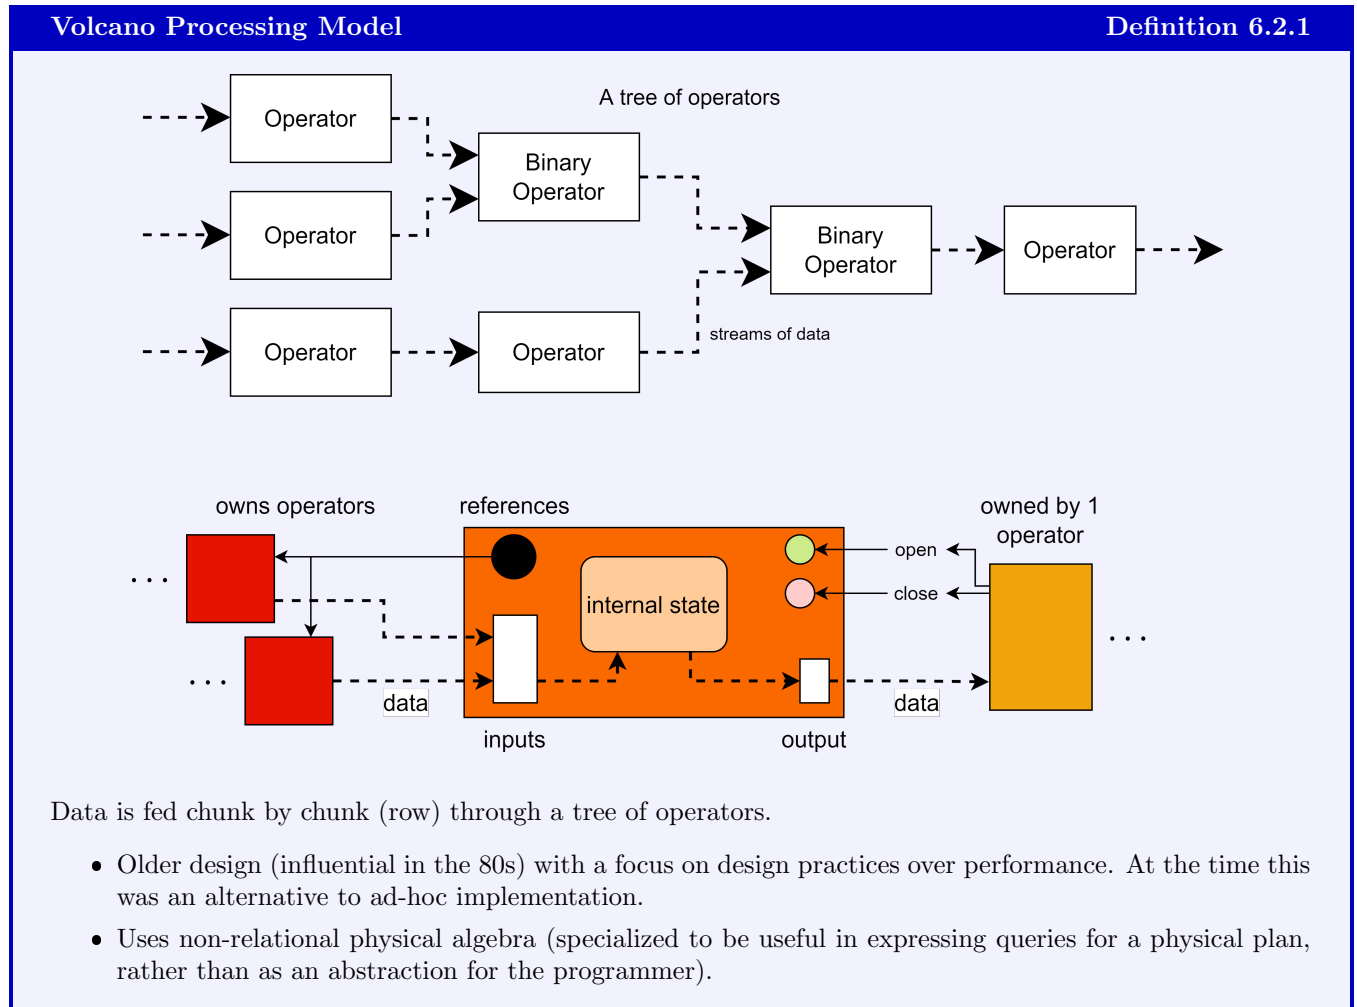 Volcano Processing Model
Definition 6.2.1
A tree of operators
Operator
Binary
Operator
Operator
Binary
Operator
Operator
Operator
Operator
streams of data
owns operators
references
owned by 1
operator
open
close
internal state
...
...
...
data
data
inputs
output
Data is fed chunk by chunk (row) through a tree of operators.
• Older design (influential in the 80s) with a focus on design practices over performance. At the time this
was an alternative to ad-hoc implementation.
• Uses non-relational physical algebra (specialized to be useful in expressing queries for a physical plan,
rather than as an abstraction for the programmer).